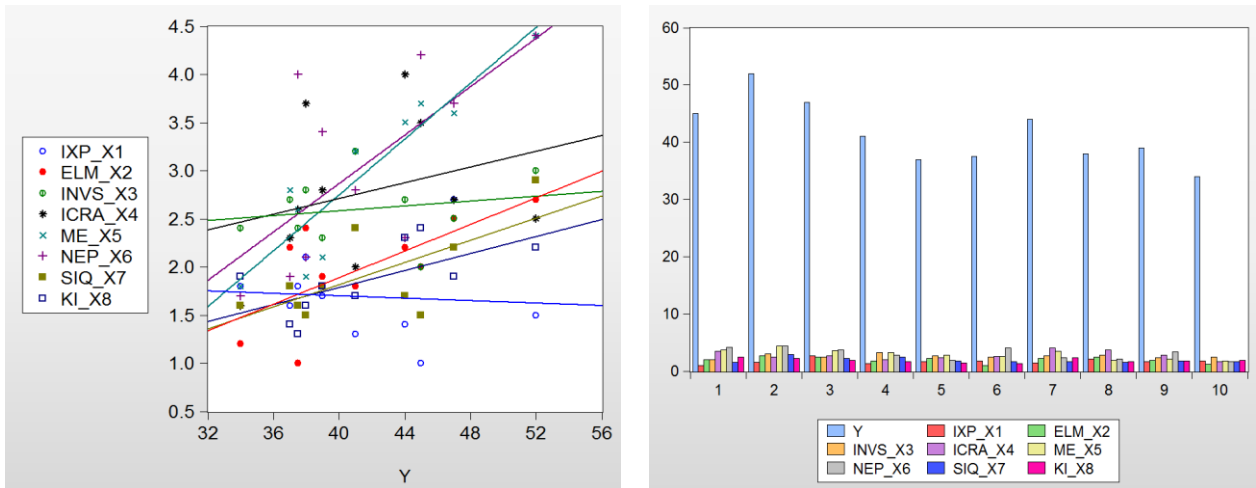 4.5
4.0
3.5
3.0
2.5
2.0
1.5
1.0
0.5
32 36 40 44 48 52 56
Y
IXP_X1
ELM_X2
INVS_X3
ICRA_X4
ME_X5
NEP_X6
SIQ_X7
KI_X8
60
50
40
30
20
10
0
1 2 3 4 5 6 7 8 9 10
Y IXP_X1 ELM_X2
INVS_X3 ICRA_X4 ME_X5
NEP_X6 SIQ_X7 KI_X8